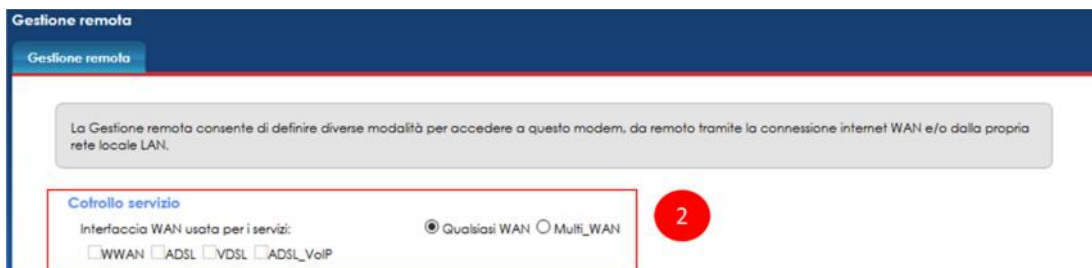 Gestione remota
Gestione remota
La Gestione remota consente di definire diverse modalità per accedere a questo modem, da remoto tramite la connessione internet WAN e/o dalla propria
rete locale LAN.
Cotrollo servizio
Interfaccia WAN usata per i servizi: Qualsiasi WAN Multi_WAN
WWAN ADSL VDSL ADSL_VoIP
2